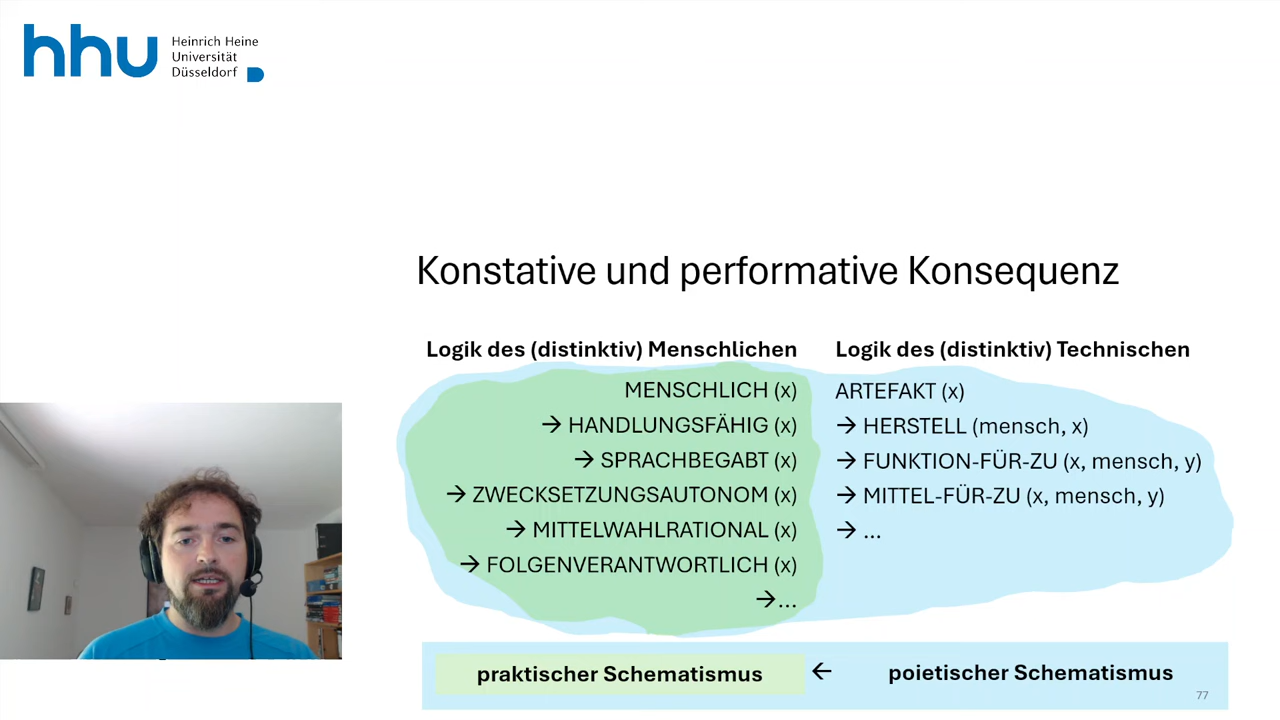 hhu
Heinrich Heine
Universität
Düsseldorf
Konstative und performative Konsequenz
Logik des (distinktiv) Menschlichen
MENSCHLICH (x)
→ HANDLUNGSFÄHIG (x)
→ SPRACHBEGABT (x)
→ ZWECKSETZUNGSAUTONOM (x)
→ MITTELWAHLRATIONAL (x)
→ FOLGENVERANTWORTLICH (x)
→...
Logik des (distinktiv) Technischen
ARTEFAKT (x)
→ HERSTELL (mensch, x)
→ FUNKTION-FÜR-ZU (x, mensch, y)
→ MITTEL-FÜR-ZU (x, mensch, y)
→ ...
praktischer Schematismus ← poietischer Schematismus
77